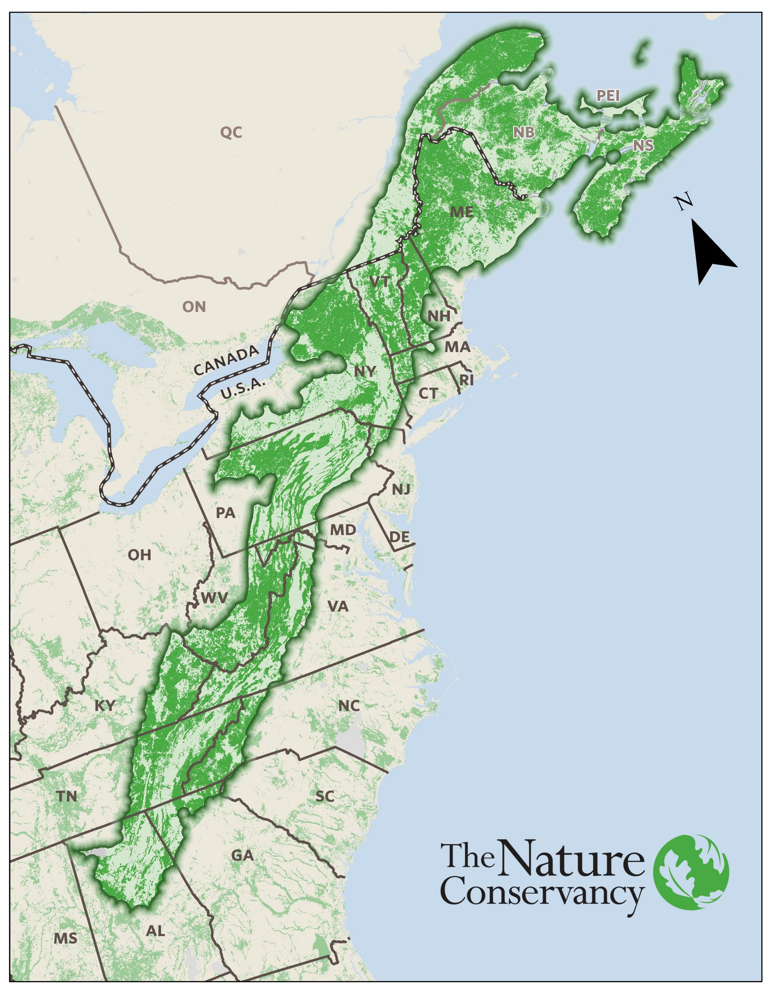 PEI
QC
NB
NS
N
ME
VT
ON
NH
MA
CANADA
U.S.A.
NY
RI
CT
NJ
PA
MD
DE
OH
WV
VA
KY
NC
TN
SC
GA
The Nature
Conservancy
AL
MS